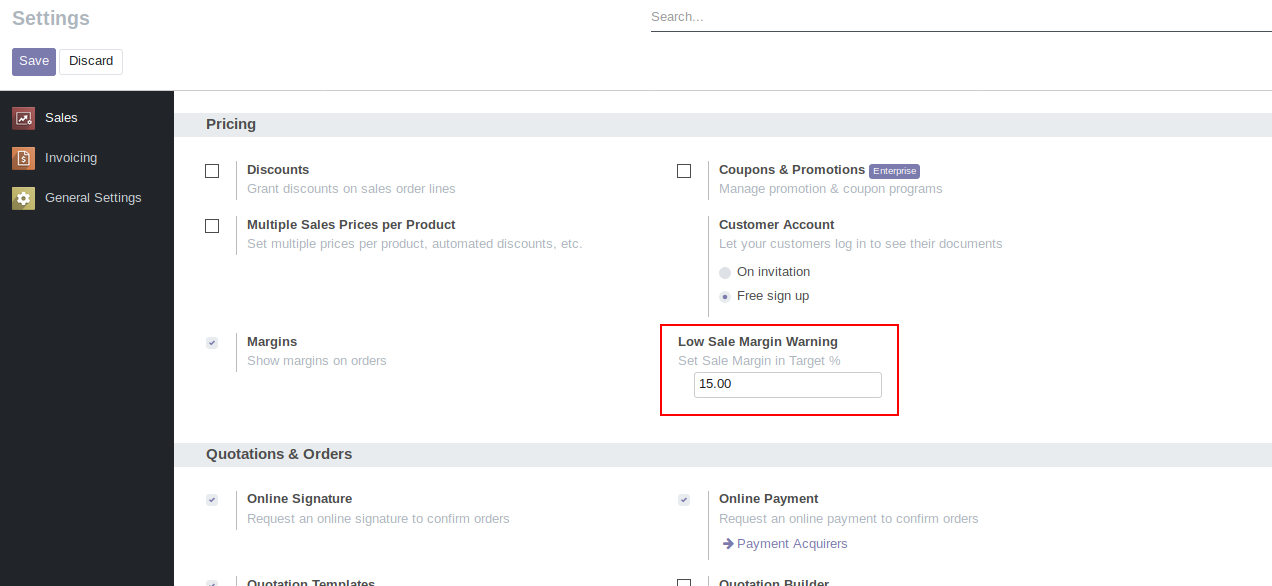 Settings
Search...
Save
Discard
Sales
Invoicing
General Settings
Pricing
Discounts
Grant discounts on sales order lines
Coupons & Promotions Enterprise
Manage promotion & coupon programs
Multiple Sales Prices per Product
Set multiple prices per product, automated discounts, etc.
Customer Account
Let your customers log in to see their documents
On invitation
Free sign up
Margins
Show margins on orders
Low Sale Margin Warning
Set Sale Margin in Target %
15.00
Quotations & Orders
Online Signature
Request an online signature to confirm orders
Online Payment
Request an online payment to confirm orders
Payment Acquirers
Quotation Templates
Quotation Builder